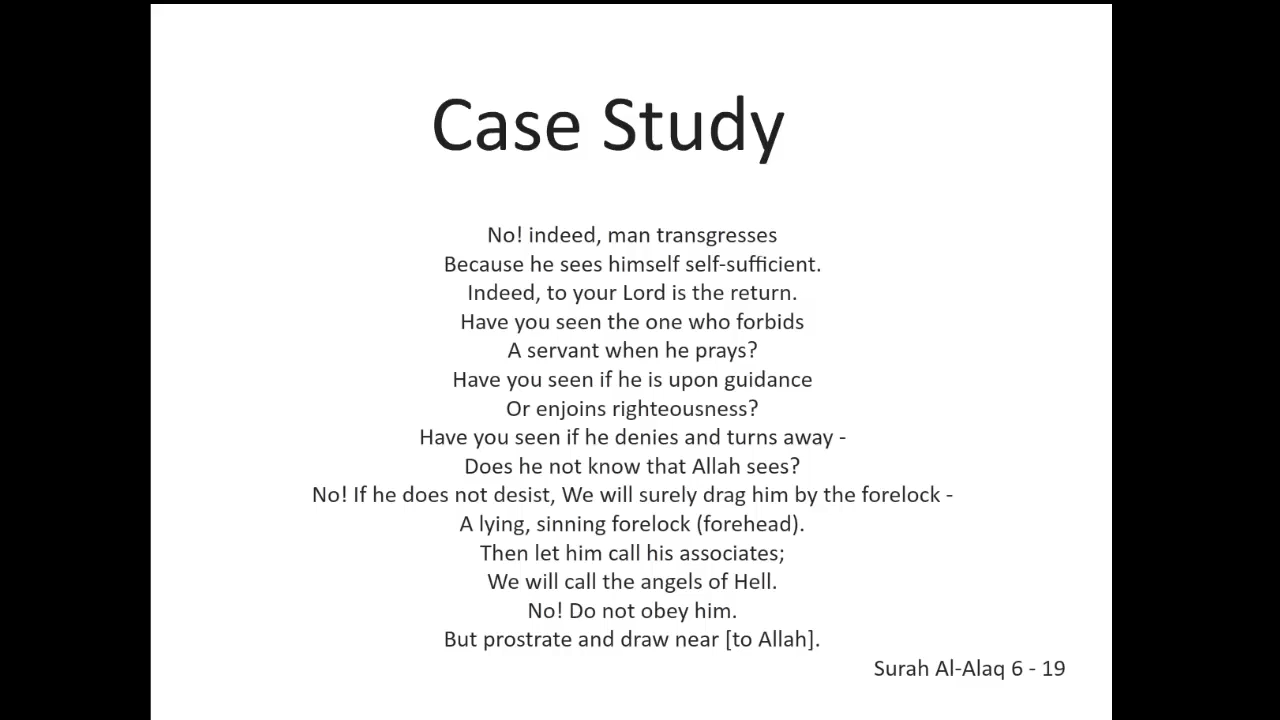 Case Study
No! indeed, man transgresses
Because he sees himself self-sufficient.
Indeed, to your Lord is the return.
Have you seen the one who forbids
A servant when he prays?
Have you seen if he is upon guidance
Or enjoins righteousness?
Have you seen if he denies and turns away -
Does he not know that Allah sees?
No! If he does not desist, We will surely drag him by the forelock -
A lying, sinning forelock (forehead).
Then let him call his associates;
We will call the angels of Hell.
No! Do not obey him.
But prostrate and draw near [to Allah].
Surah Al-Alaq 6 - 19